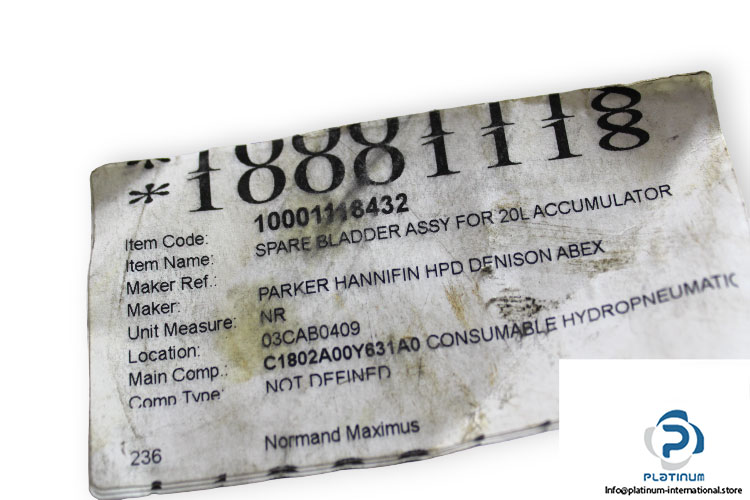 *10001118
*10001118
Item Code: 10001118432
Item Name: SPARE BLADDER ASSY FOR 20L ACCUMULATOR
Maker Ref.:
Maker: PARKER HANNIFIN HPD DENISON ABEX
Unit Measure: NR
Location: 03CAB0409
Main Comp.: C1802A00Y631A0 CONSUMABLE HYDROPNEUMATIC
Comp Type: NOT DEFINED
236 Normand Maximus
PLATINUM
Info@platinum-international.store